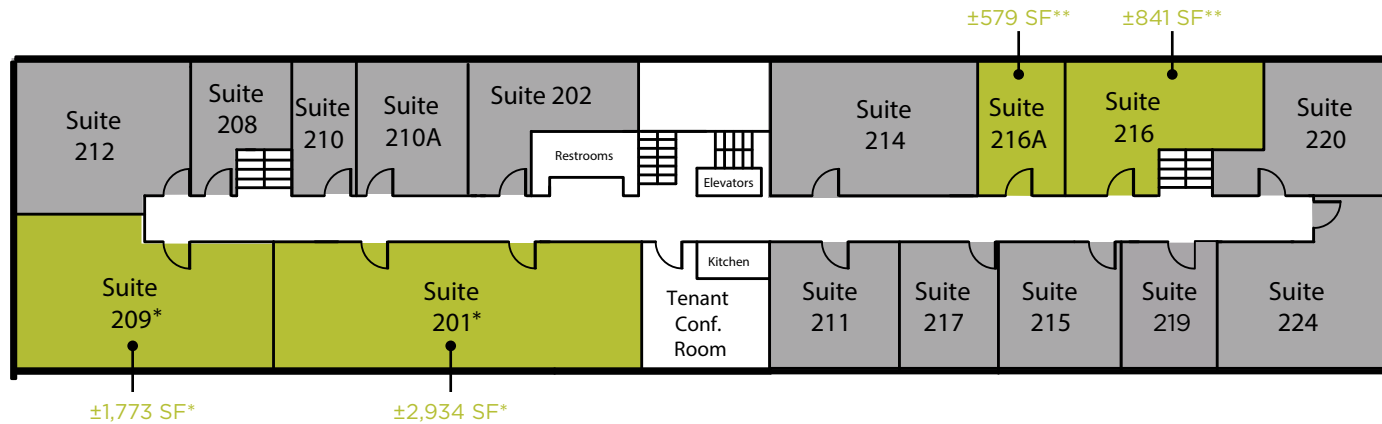 ±579 SF**
±841 SF**
Suite
212
Suite
208
Suite
210
Suite
210A
Suite 202
Restrooms
Elevators
Suite
214
Suite
216A
Suite
216
Suite
220
Suite
209*
Suite
201*
Kitchen
Tenant
Conf.
Room
Suite
211
Suite
217
Suite
215
Suite
219
Suite
224
±1,773 SF*
±2,934 SF*